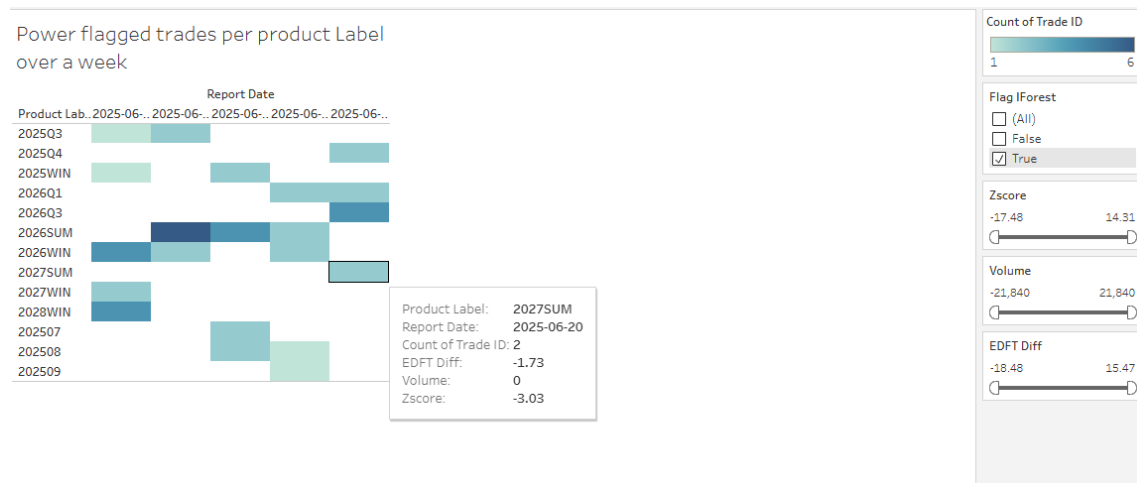 Power flagged trades per product Label
over a week
Report Date
Product Lab.. 2025-06-.. 2025-06-.. 2025-06-.. 2025-06-.. 2025-06-..
2025Q3
2025Q4
2025WIN
2026Q1
2026Q3
2026SUM
2026WIN
2027SUM
2027WIN
2028WIN
202507
202508
202509
Product Label: 2027SUM
Report Date: 2025-06-20
Count of Trade ID: 2
EDFT Diff: -1.73
Volume: 0
Zscore: -3.03
Count of Trade ID
1 6
Flag IForest
(All)
False
True
Zscore
-17.48 14.31
Volume
-21,840 21,840
EDFT Diff
-18.48 15.47